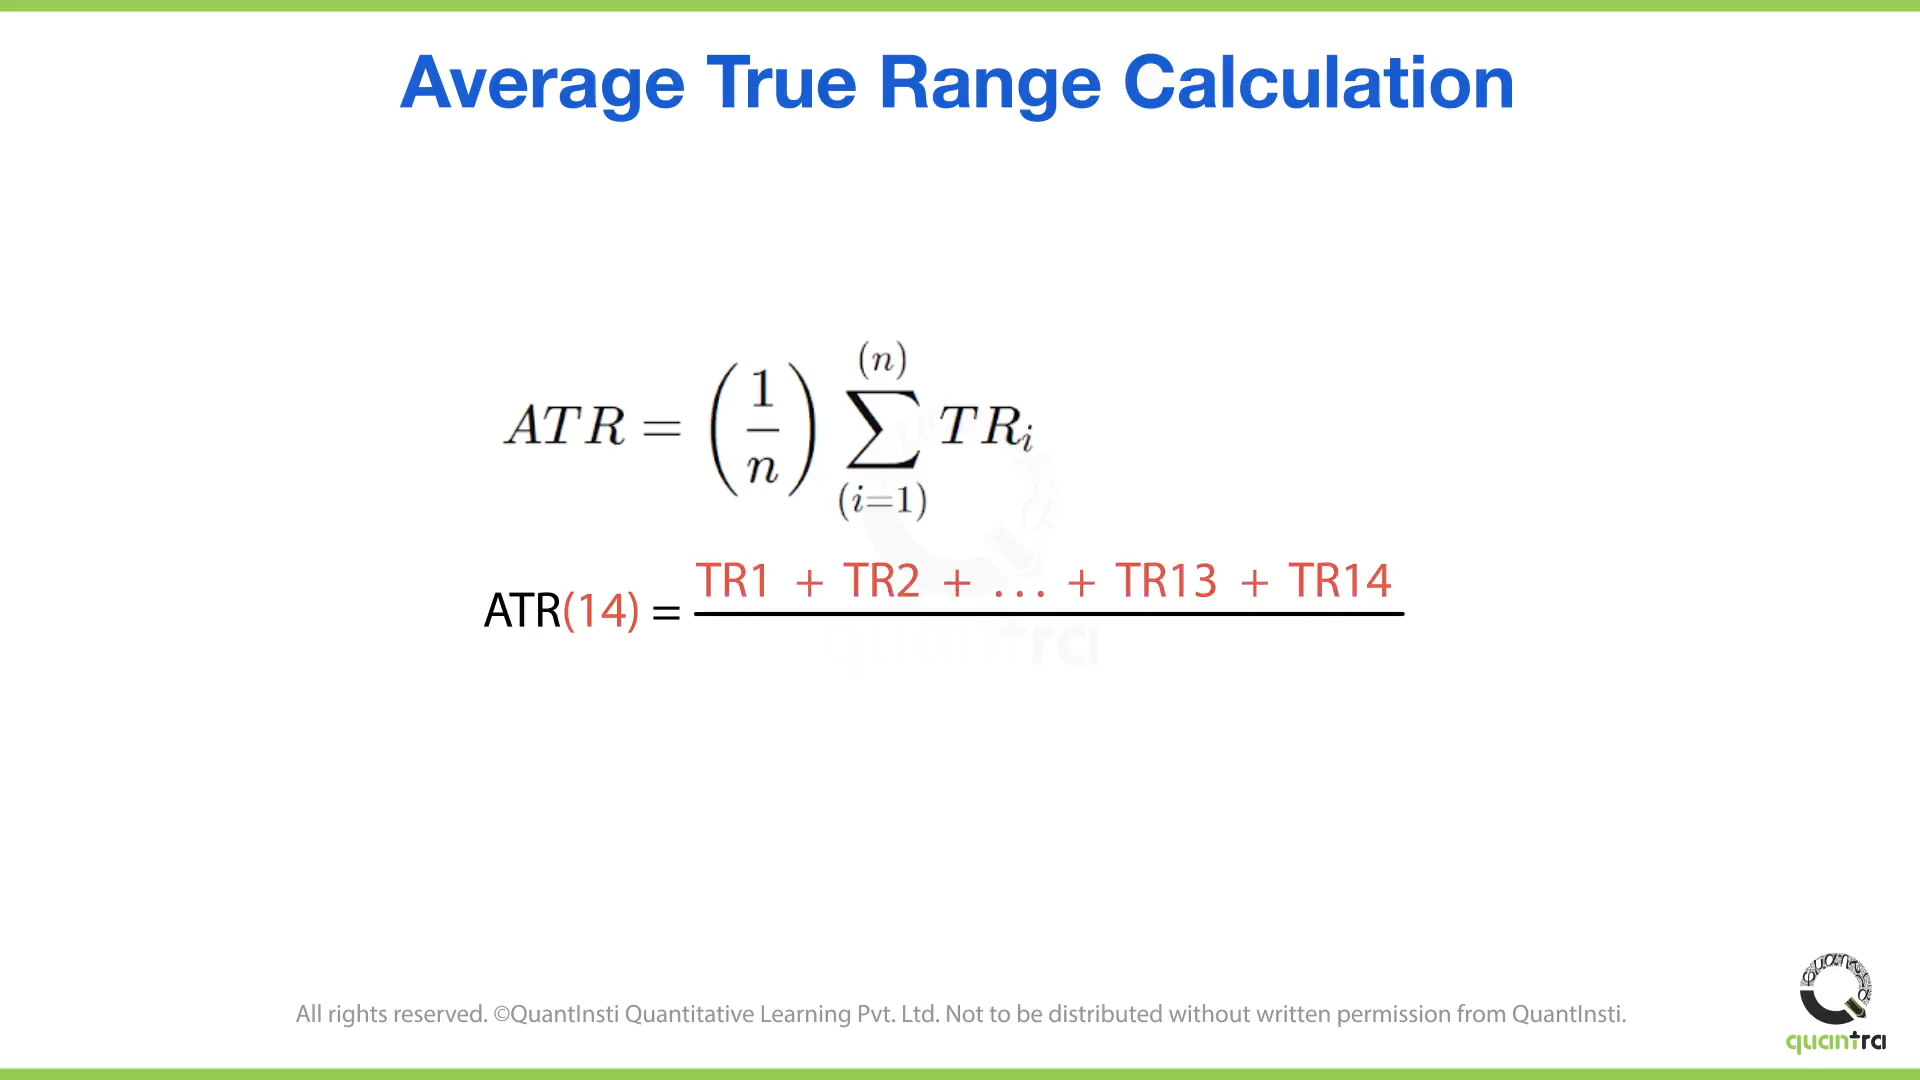 Average True Range Calculation
ATR = (1/n) ∑(i=1)(n) TRi
ATR(14) = TR1 + TR2 + ... + TR13 + TR14
All rights reserved. ©QuantInsti Quantitative Learning Pvt. Ltd. Not to be distributed without written permission from QuantInsti.
quantra